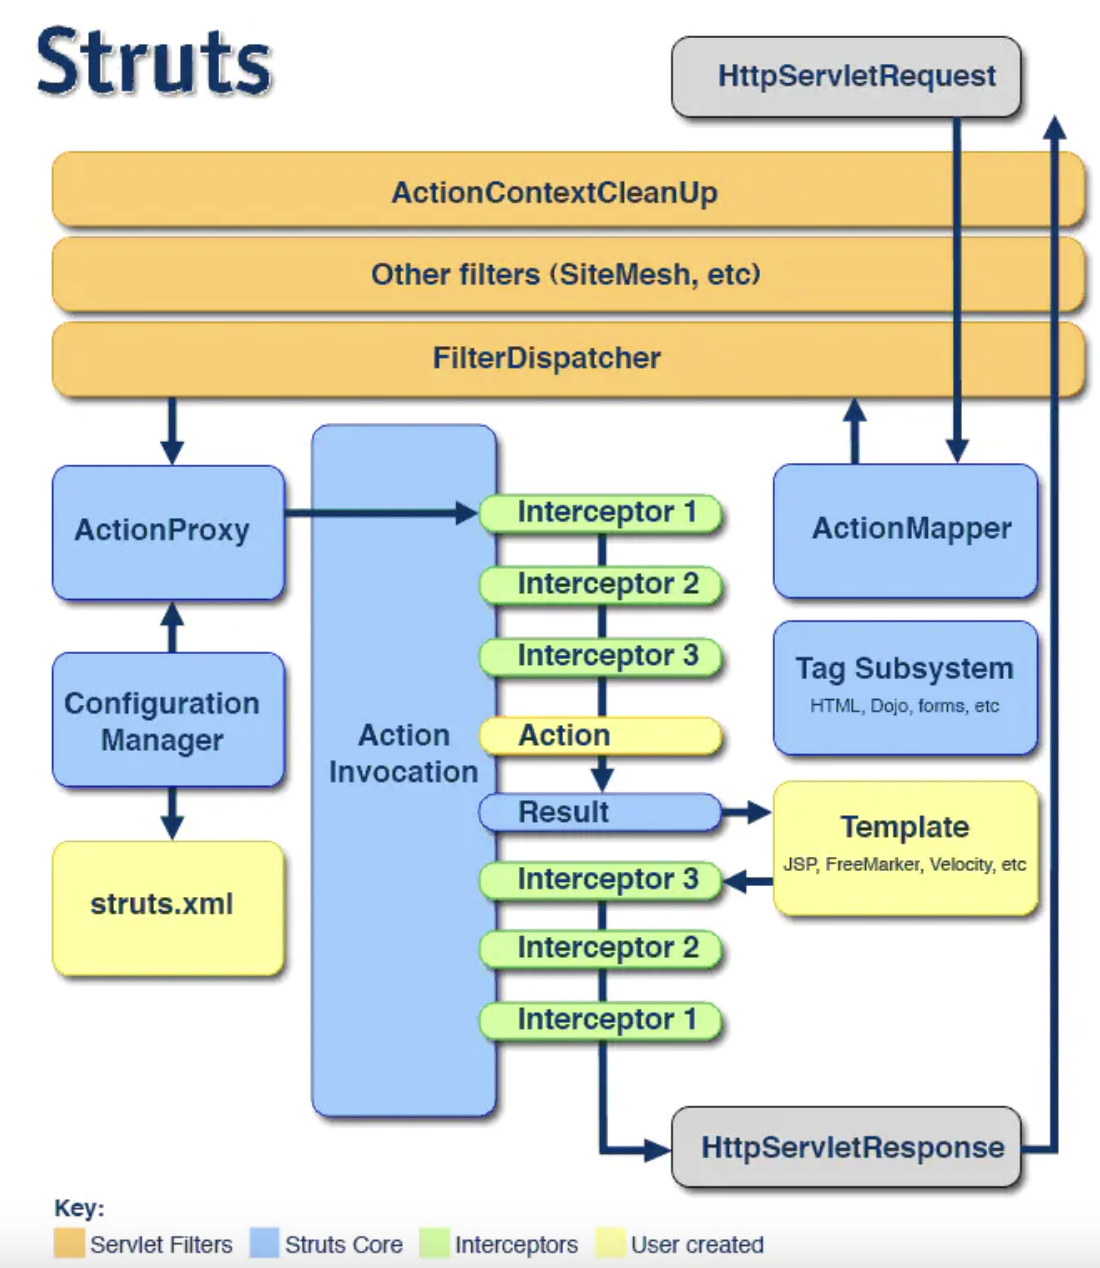 Struts
HttpServletRequest
ActionContextCleanUp
Other filters (SiteMesh, etc)
FilterDispatcher
ActionProxy
Interceptor 1
ActionMapper
Interceptor 2
Interceptor 3
Tag Subsystem
HTML, Dojo, forms, etc
Configuration
Manager
Action
Invocation
Action
Result
Template
JSP, FreeMarker, Velocity, etc
struts.xml
Interceptor 3
Interceptor 2
Interceptor 1
HttpServletResponse
Key:
Servlet Filters
Struts Core
Interceptors
User created